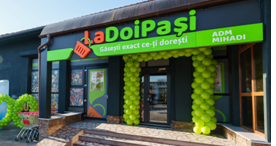 LaDoiPași
Găsești exact ce-ți dorești
ADM
MIHADI